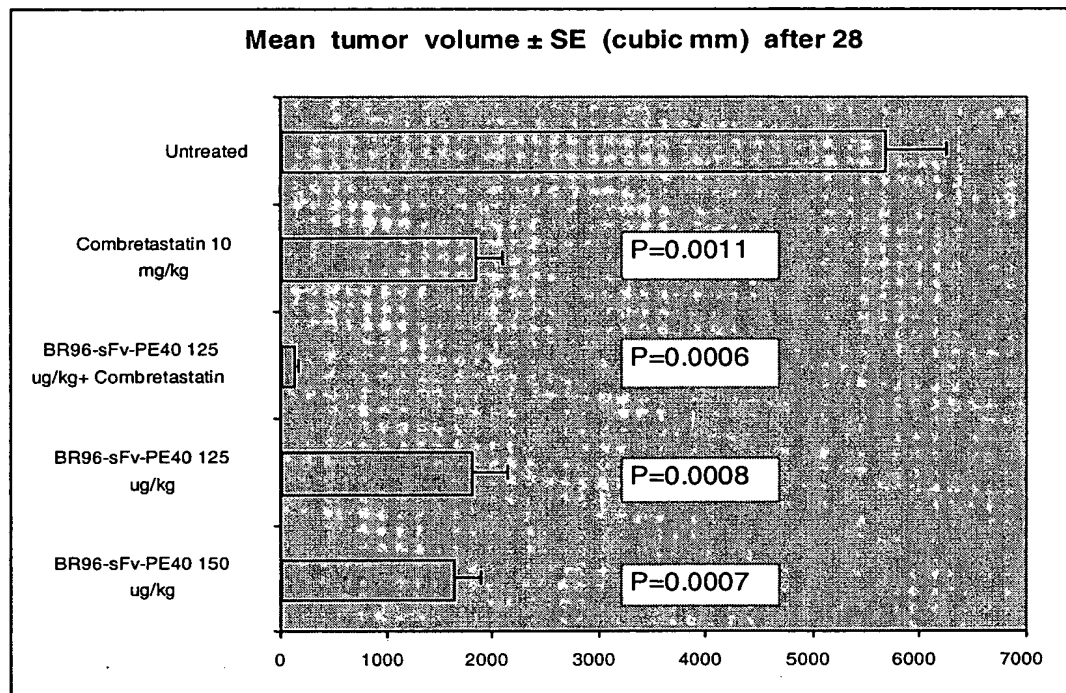 Mean tumor volume ± SE (cubic mm) after 28
Untreated
Combretastatin 10
mg/kg
P=0.0011
BR96-sFv-PE40 125
ug/kg+ Combretastatin
P=0.0006
BR96-sFv-PE40 125
ug/kg
P=0.0008
BR96-sFv-PE40 150
ug/kg
P=0.0007
0 1000 2000 3000 4000 5000 6000 7000